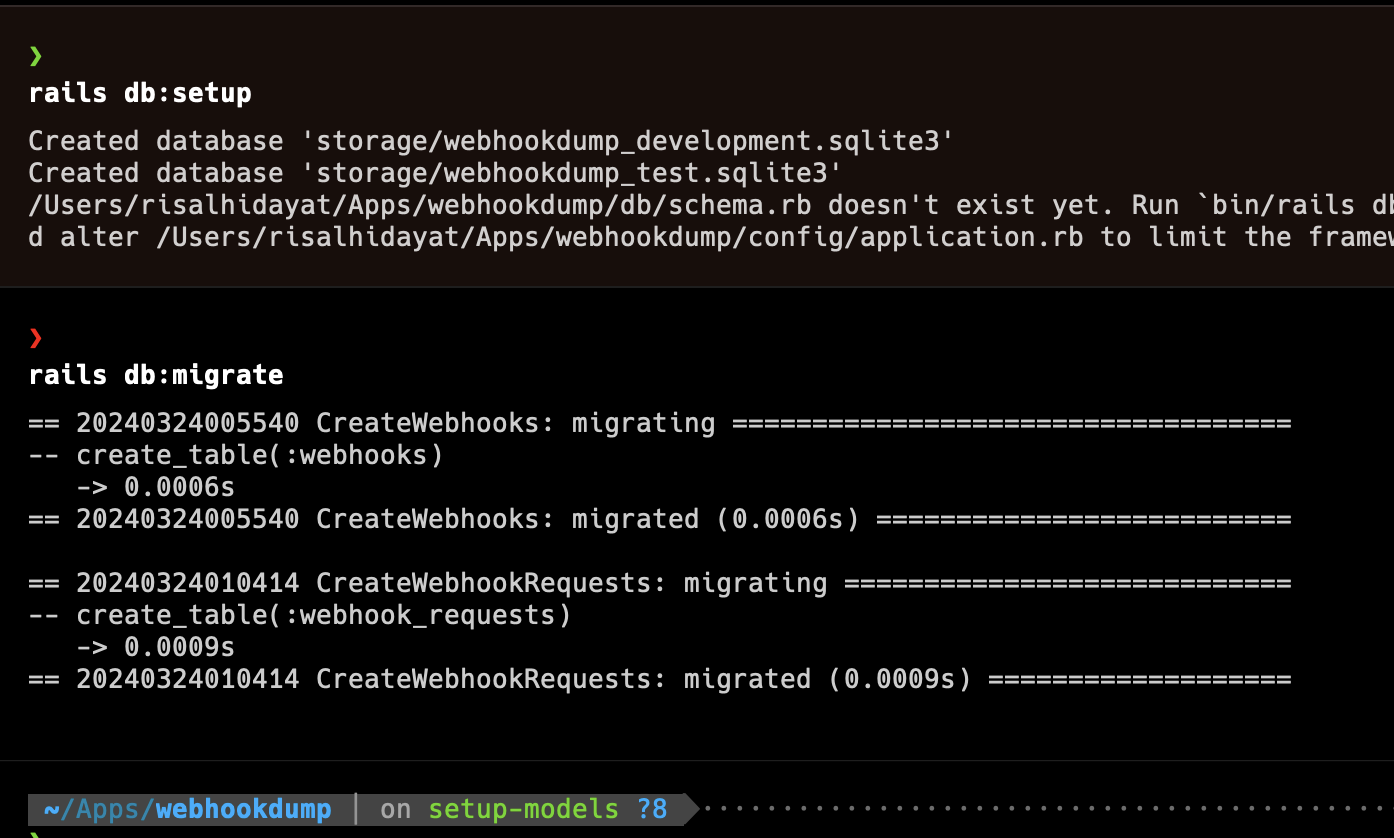 ❯
rails db:setup
Created database 'storage/webhookdump_development.sqlite3'
Created database 'storage/webhookdump_test.sqlite3'
/Users/risalhidayat/Apps/webhookdump/db/schema.rb doesn't exist yet. Run `bin/rails db
d alter /Users/risalhidayat/Apps/webhookdump/config/application.rb to limit the framew
❯
rails db:migrate
== 20240324005540 CreateWebhooks: migrating ===================================
-- create_table(:webhooks)
   -> 0.0006s
== 20240324005540 CreateWebhooks: migrated (0.0006s) ==========================
== 20240324010414 CreateWebhookRequests: migrating ============================
-- create_table(:webhook_requests)
   -> 0.0009s
== 20240324010414 CreateWebhookRequests: migrated (0.0009s) ===================
~/Apps/webhookdump | on setup-models ?8